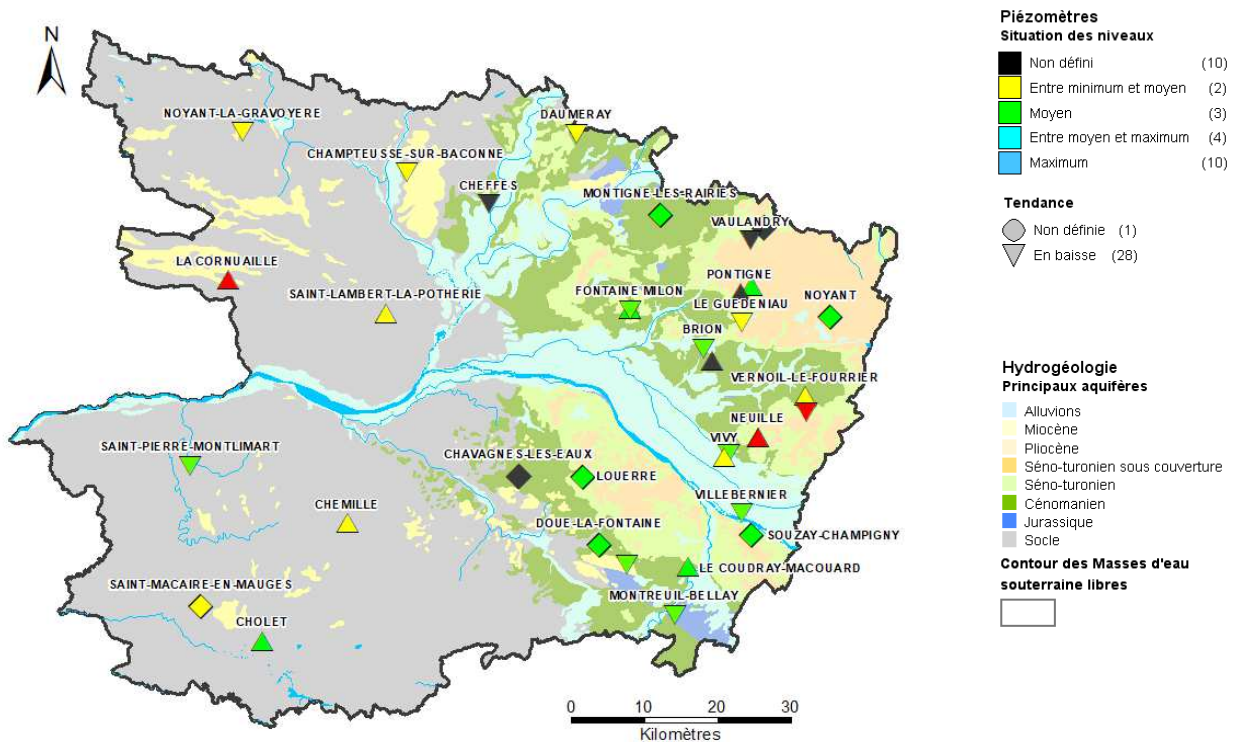 N
NOYANT-LA-GRAVOYERE
DAUMERAY
CHAMPTEUSSE-SUR-BACONNE
CHEFFES
MONTIGNE-LES-RAIRIES
VAULANDRY
LA CORNUAILLE
PONTIGNE
SAINT-LAMBERT-LA-POTHERIE
FONTAINE MILON
LE GUEDENIAU
NOYANT
BRION
VERNOIL-LE-FOURRIER
NEUILLE
SAINT-PIERRE-MONTLIMART
VIVY
CHAVAGNES-LES-EAUX
LOUERRE
VILLEBERNIER
CHEMILLE
DOUE-LA-FONTAINE
SOUZAY-CHAMPIGNY
LE COUDRAY-MACOUARD
SAINT-MACAIRE-EN-MAUGES
MONTREUIL-BELLAY
CHOLET
0 10 20 30
Kilomètres
Piézomètres
Situation des niveaux
Non défini (10)
Entre minimum et moyen (2)
Moyen (3)
Entre moyen et maximum (4)
Maximum (10)
Tendance
Non définie (1)
En baisse (28)
Hydrogéologie
Principaux aquifères
Alluvions
Miocène
Pliocène
Séno-turonien sous couverture
Séno-turonien
Cénomanien
Jurassique
Socle
Contour des Masses d'eau
souterraine libres